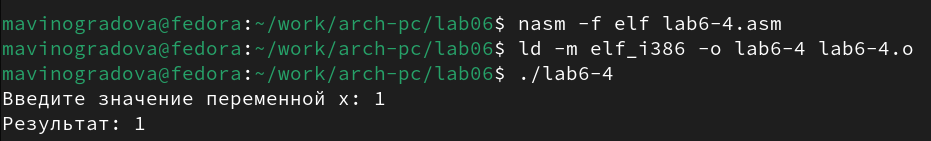 mavinogradova@fedora:~/work/arch-pc/lab06$ nasm -f elf lab6-4.asm
mavinogradova@fedora:~/work/arch-pc/lab06$ ld -m elf_i386 -o lab6-4 lab6-4.o
mavinogradova@fedora:~/work/arch-pc/lab06$ ./lab6-4
Введите значение переменной x: 1
Результат: 1